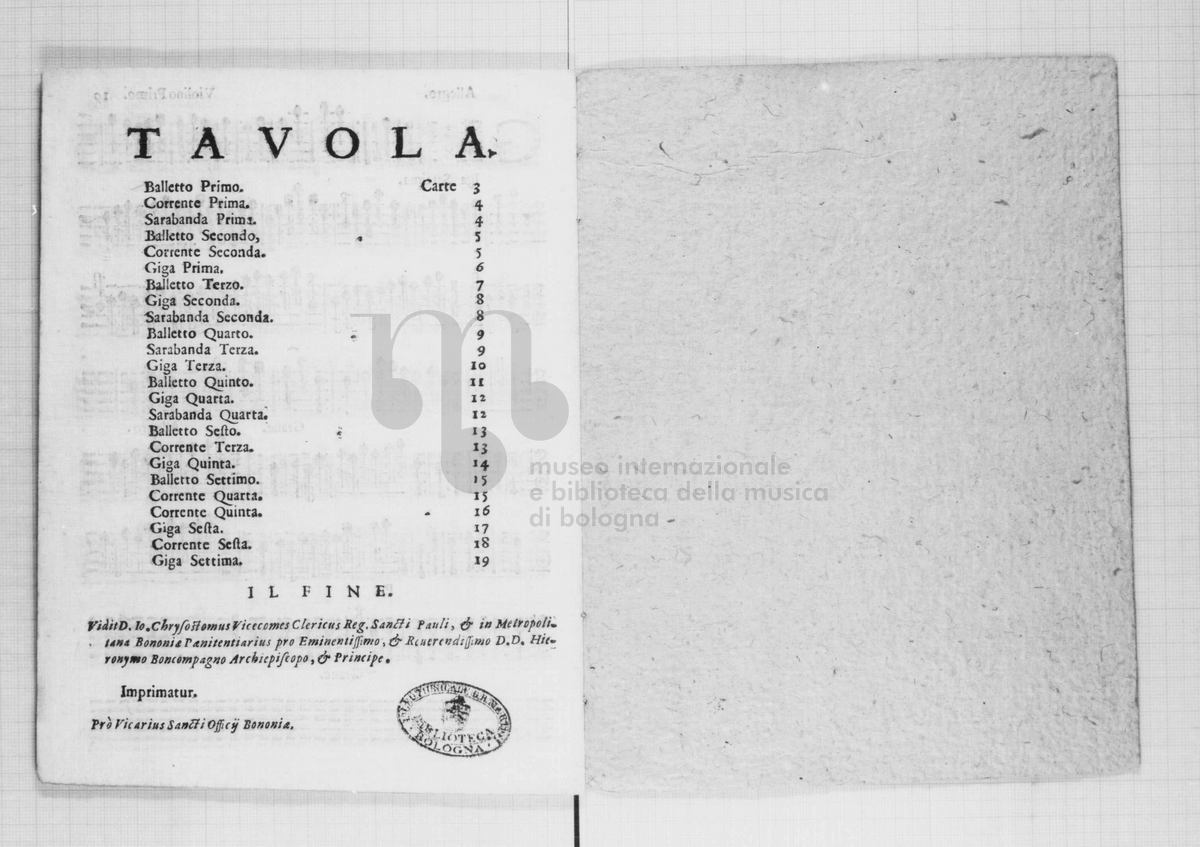 TAVOLA.
Balletto Primo. Carte 3
Corrente Prima. 4
Sarabanda Prima. 4
Balletto Secondo, 5
Corrente Seconda. 5
Giga Prima. 6
Balletto Terzo. 7
Giga Seconda. 8
Sarabanda Seconda. 8
Balletto Quarto. 9
Sarabanda Terza. 9
Giga Terza. 10
Balletto Quinto. 11
Giga Quarta. 12
Sarabanda Quarta. 12
Balletto Sesto. 13
Corrente Terza. 13
Giga Quinta. 14
Balletto Settimo. 15
Corrente Quarta. 15
Corrente Quinta. 16
Giga Sesta. 17
Corrente Sesta. 18
Giga Settima. 19
IL FINE.
Vidit D. Io. Chrysostomus Vicecomes Clericus Reg. Sancti Pauli, & in Metropoli-
tana Bononiæ Pænitentiarius pro Eminentissimo, & Reuerendissimo D.D. Hie-
ronymo Boncompagno Archiepiscopo, & Principe.
Imprimatur.
Prò Vicarius Sancti Officij Bononiæ.
BIBLIOTECA
BOLOGNA
museo internazionale
e biblioteca della musica
di bologna